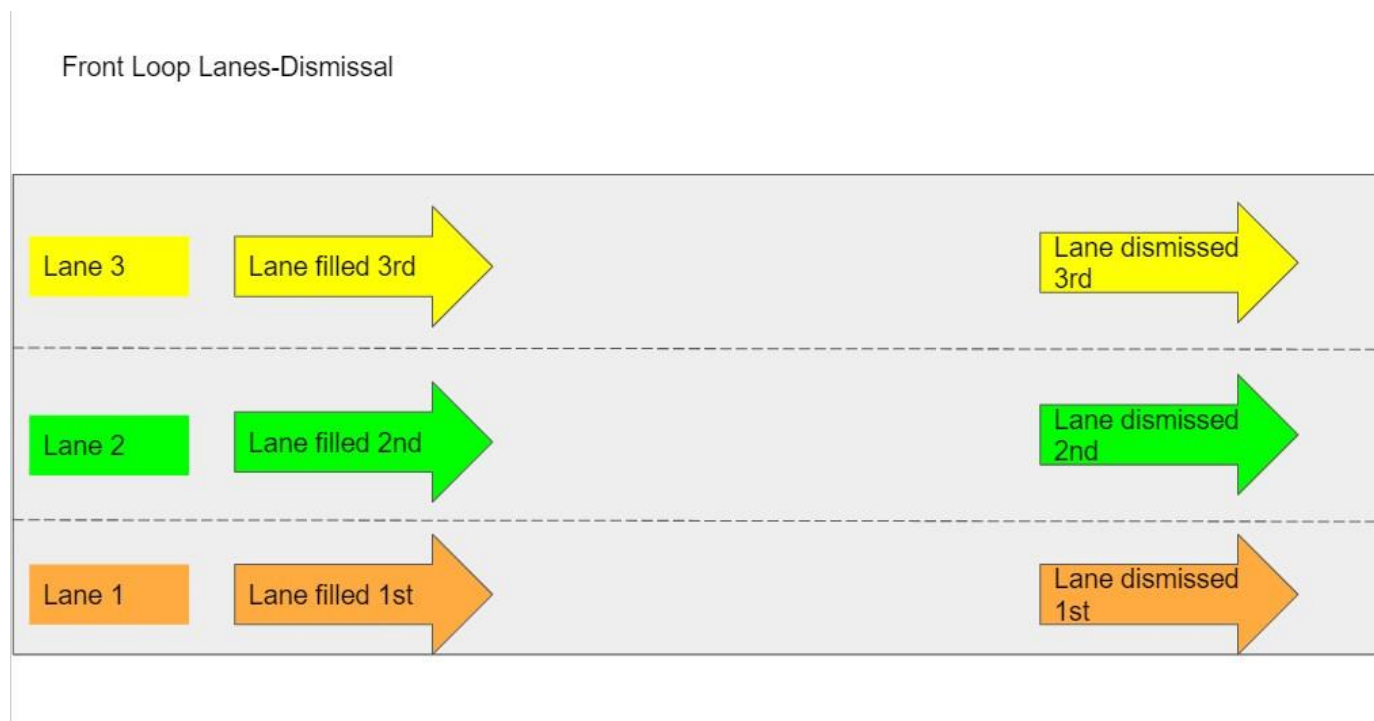 Front Loop Lanes-Dismissal
Lane 3
Lane filled 3rd
Lane dismissed
3rd
Lane 2
Lane filled 2nd
Lane dismissed
2nd
Lane 1
Lane filled 1st
Lane dismissed
1st